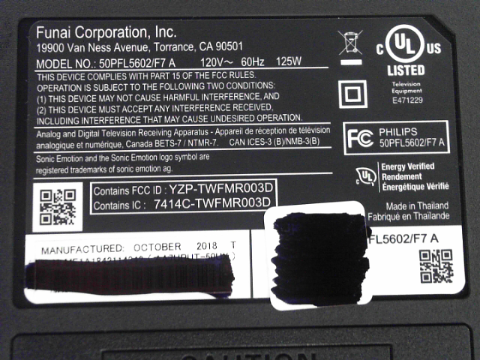 Funai Corporation, Inc.
19900 Van Ness Avenue, Torrance, CA 90501
MODEL NO.: 50PFL5602/F7 A 120V～ 60Hz 125W
THIS DEVICE COMPLIES WITH PART 15 OF THE FCC RULES.
OPERATION IS SUBJECT TO THE FOLLOWING TWO CONDITIONS:
(1) THIS DEVICE MAY NOT CAUSE HARMFUL INTERFERENCE, AND
(2) THIS DEVICE MUST ACCEPT ANY INTERFERENCE RECEIVED,
INCLUDING INTERFERENCE THAT MAY CAUSE UNDESIRED OPERATION.
Analog and Digital Television Receiving Apparatus - Appareil de réception de télévision
analogique et numérique, Canada BETS-7 / NTMR-7. CAN ICES-3 (B)/NMB-3(B)
Sonic Emotion and the Sonic Emotion logo symbol are
registered trademarks of sonic emotion ag.
Contains FCC ID : YZP-TWFMR003D
Contains IC : 7414C-TWFMR003D
C UL US
LISTED
Television
Equipment
E471229
FC PHILIPS
50PFL5602/F7 A
Energy Verified
Rendement
Énergétique Vérifié
Made in Thailand
Fabriqué en Thaïlande
MANUFACTURED: OCTOBER 2018 T
FL5602/F7 A
CAUTION